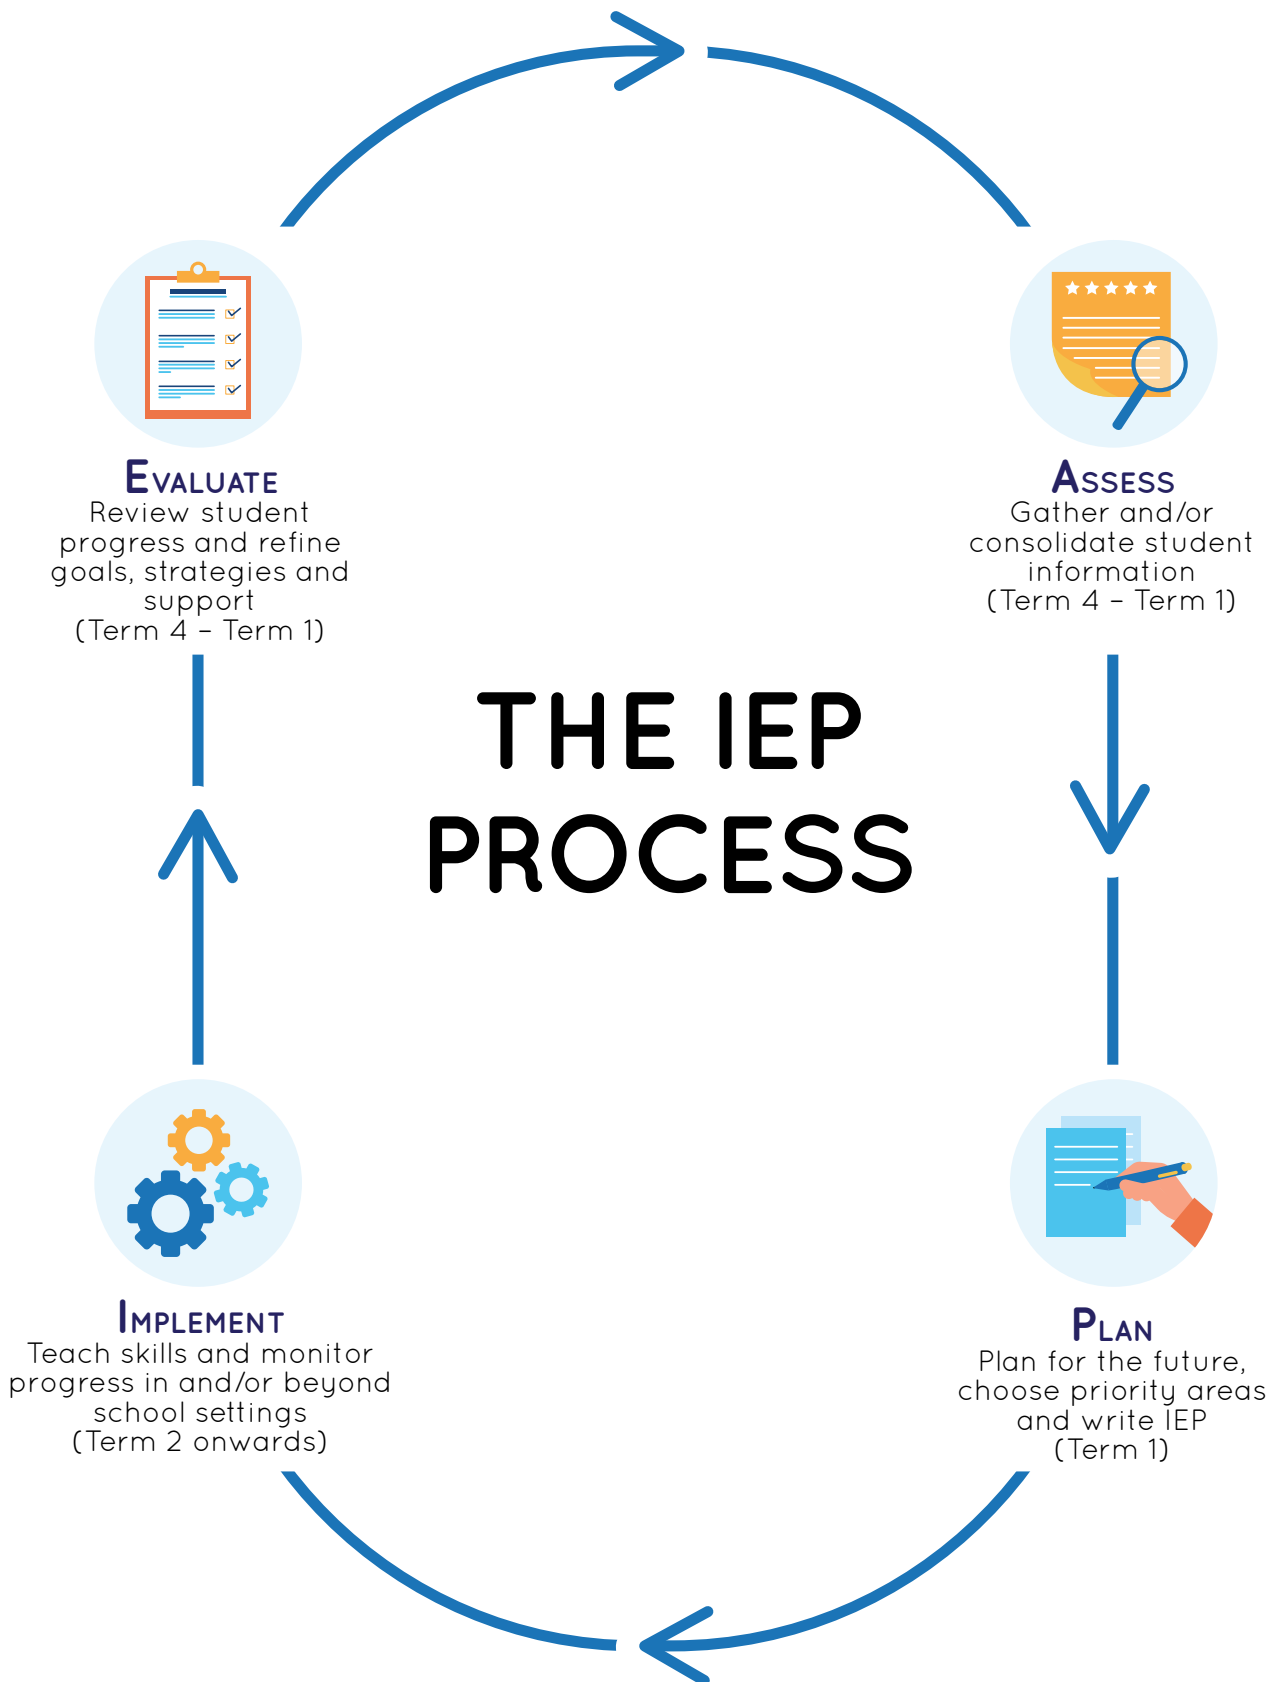 EVALUATE
Review student
progress and refine
goals, strategies and
support
(Term 4 – Term 1)
ASSESS
Gather and/or
consolidate student
information
(Term 4 – Term 1)
THE IEP
PROCESS
IMPLEMENT
Teach skills and monitor
progress in and/or beyond
school settings
(Term 2 onwards)
PLAN
Plan for the future,
choose priority areas
and write IEP
(Term 1)